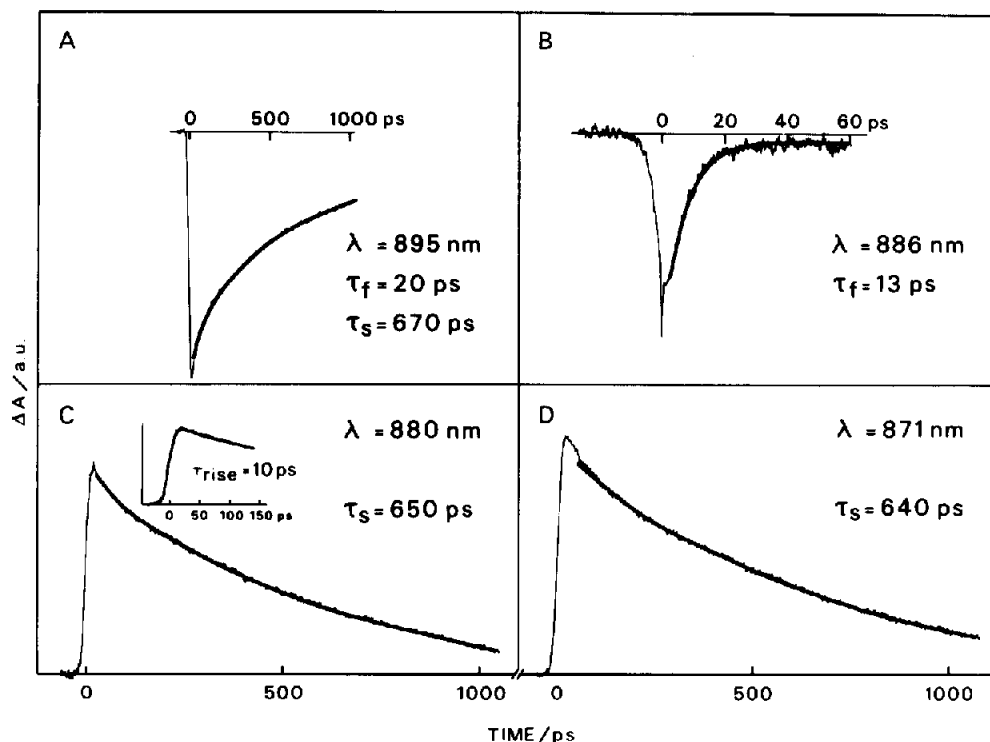 A
0 500 1000 ps
λ = 895 nm
τf = 20 ps
τs = 670 ps
B
0 20 40 60 ps
λ = 886 nm
τf = 13 ps
ΔA / a.u.
C
λ = 880 nm
τrise = 10 ps
0 50 100 150 ps
τs = 650 ps
0 500 1000
D
λ = 871 nm
τs = 640 ps
0 500 1000
TIME / ps